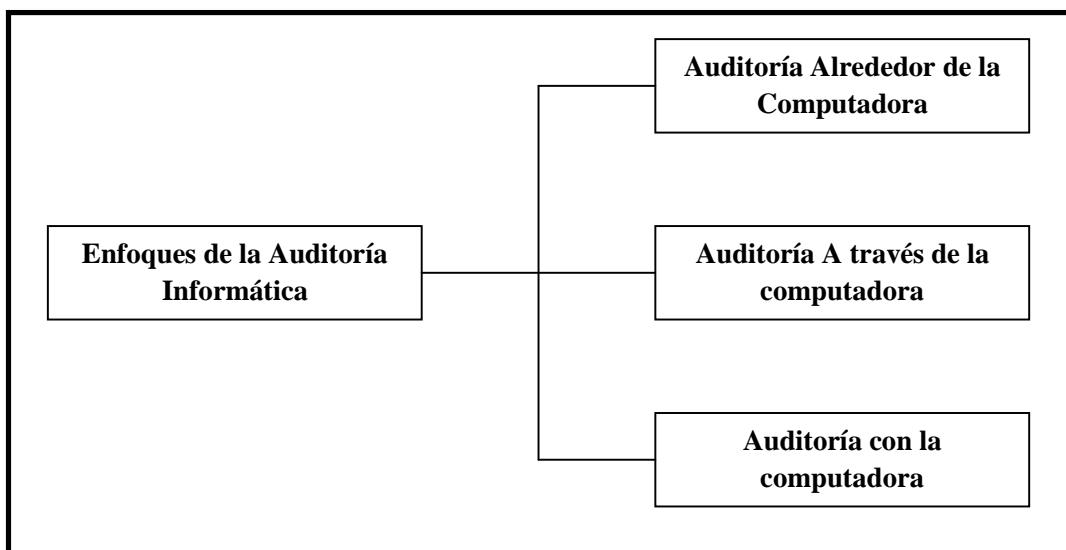 Auditoría Alrededor de la
Computadora
Enfoques de la Auditoría
Informática
Auditoría A través de la
computadora
Auditoría con la
computadora